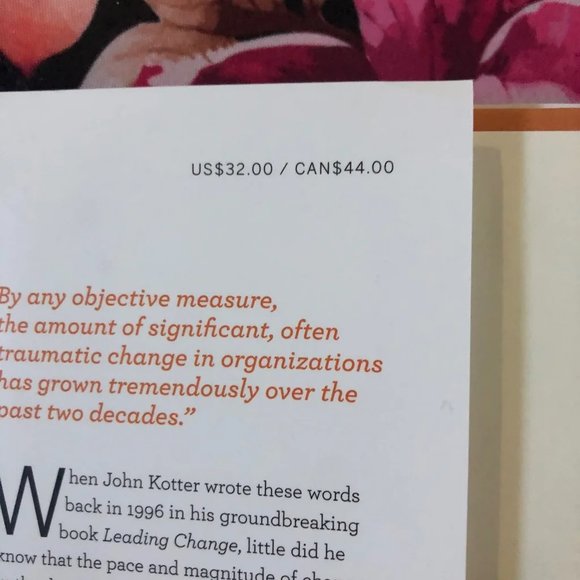 US$32.00 / CAN$44.00
By any objective measure,
the amount of significant, often
traumatic change in organizations
has grown tremendously over the
past two decades.”
When John Kotter wrote these words
back in 1996 in his groundbreaking
book Leading Change, little did he
know that the pace and magnitude of